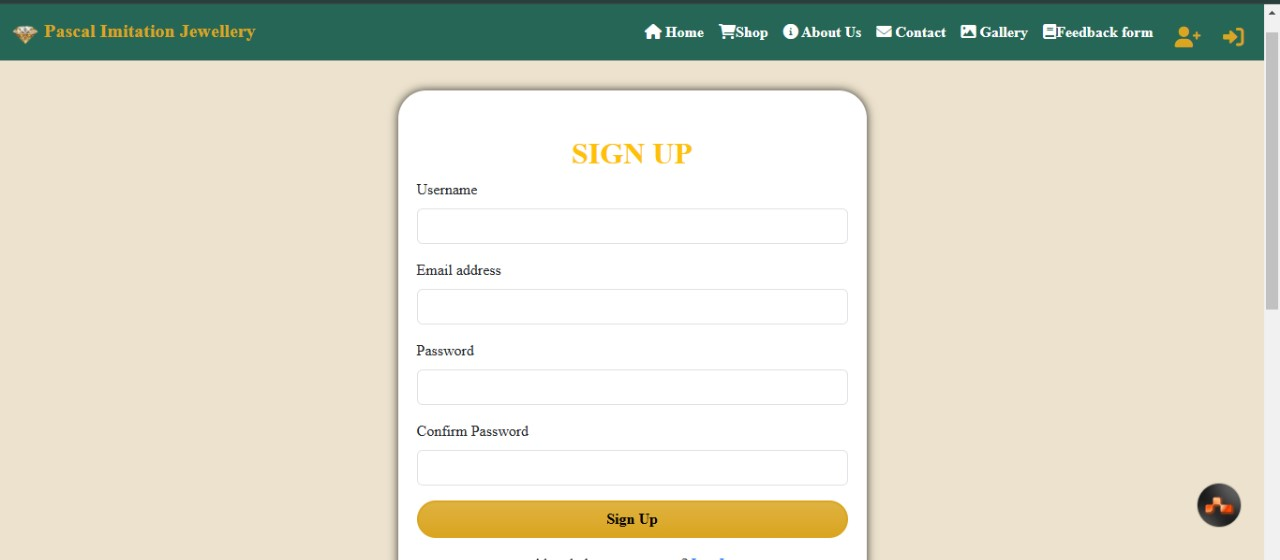 Pascal Imitation Jewellery Home Shop About Us Contact Gallery Feedback form
SIGN UP
Username
Email address
Password
Confirm Password
Sign Up